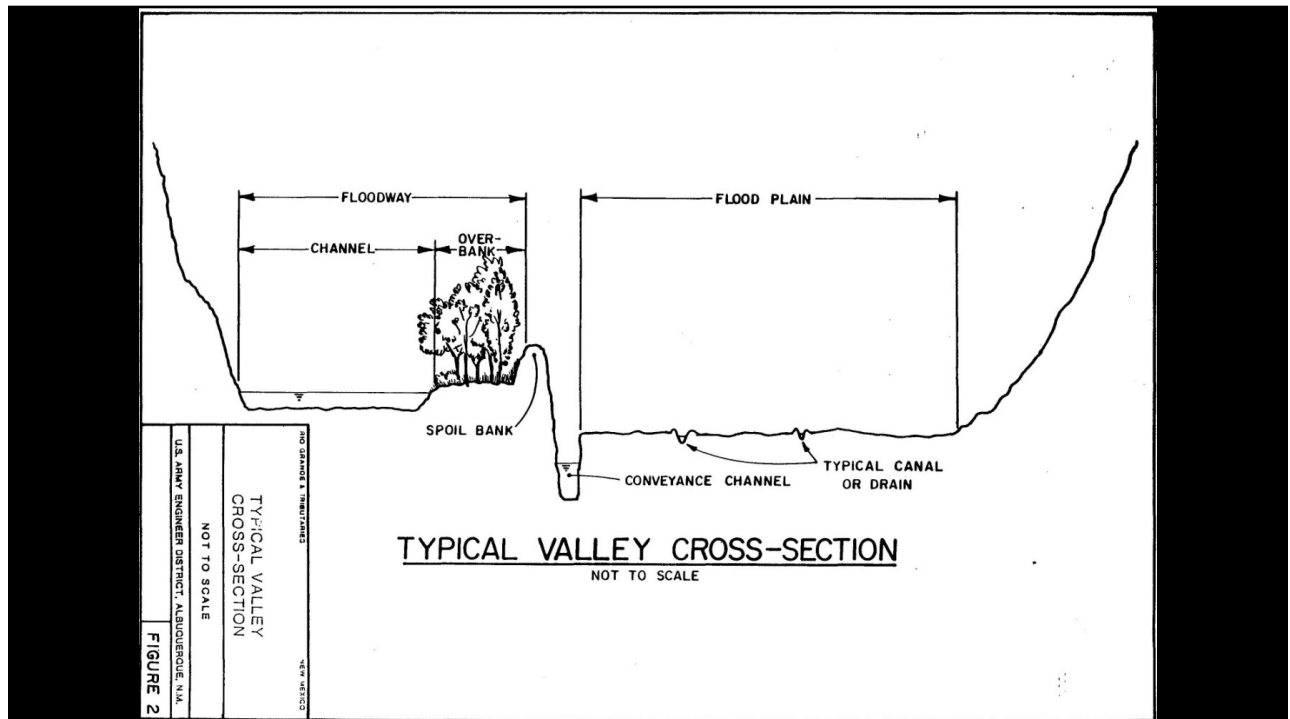 FLOODWAY
FLOOD PLAIN
CHANNEL
OVER-
BANK
SPOIL BANK
CONVEYANCE CHANNEL
TYPICAL CANAL
OR DRAIN
TYPICAL VALLEY CROSS-SECTION
NOT TO SCALE
RIO GRANDE & TRIBUTARIES
NEW MEXICO
TYPICAL VALLEY
CROSS-SECTION
NOT TO SCALE
U.S. ARMY ENGINEER DISTRICT, ALBUQUERQUE, N.M.
FIGURE 2